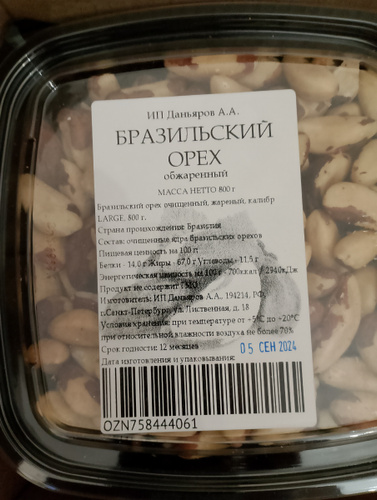 ИП Даньяров А.А.
БРАЗИЛЬСКИЙ
ОРЕХ
обжаренный
МАССА НЕТТО 800 г
Бразильский орех очищенный, жареный, калибр
LARGE, 800 г.
Страна происхождения: Бразилия
Состав: очищенные ядра бразильских орехов
Пищевая ценность на 100 г:
Белки - 14,0 г Жиры - 67,0 г Углеводы - 11,5 г
Энергетическая ценность на 100 г - 700ккал / 2940кДж
Продукт не содержит ГМО
Изготовитель: ИП Даньяров А.А., 194214, РФ,
г.Санкт-Петербург, ул. Лиственная, д. 18
Условия хранения: при температуре от +5°C до +20°C
при относительной влажности воздуха не более 70%
Срок годности: 12 месяцев
05 СЕН 2024
Дата изготовления и упаковывания:
OZN758444061